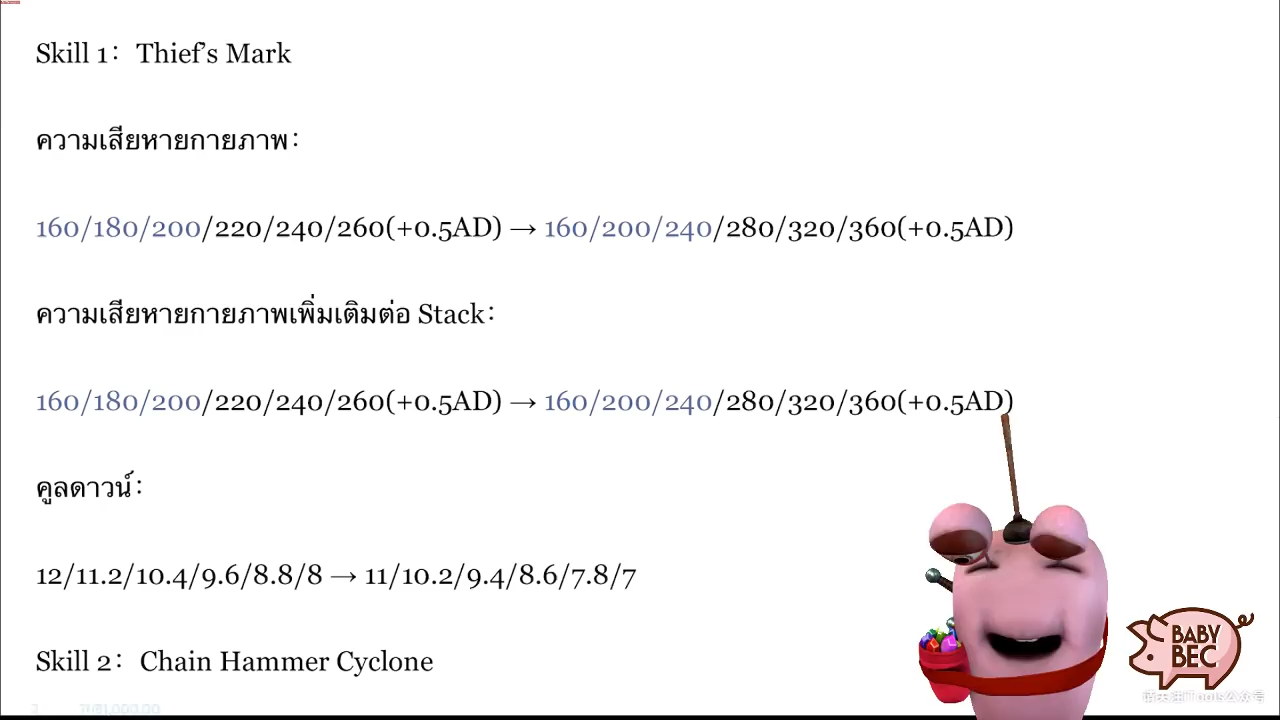 Skill 1： Thief's Mark
ความเสียหายกายภาพ：
160/180/200/220/240/260(+0.5AD) → 160/200/240/280/320/360(+0.5AD)
ความเสียหายกายภาพเพิ่มเติมต่อ Stack：
160/180/200/220/240/260(+0.5AD) → 160/200/240/280/320/360(+0.5AD)
คูลดาวน์：
12/11.2/10.4/9.6/8.8/8 → 11/10.2/9.4/8.6/7.8/7
Skill 2： Chain Hammer Cyclone
BABY
BEC